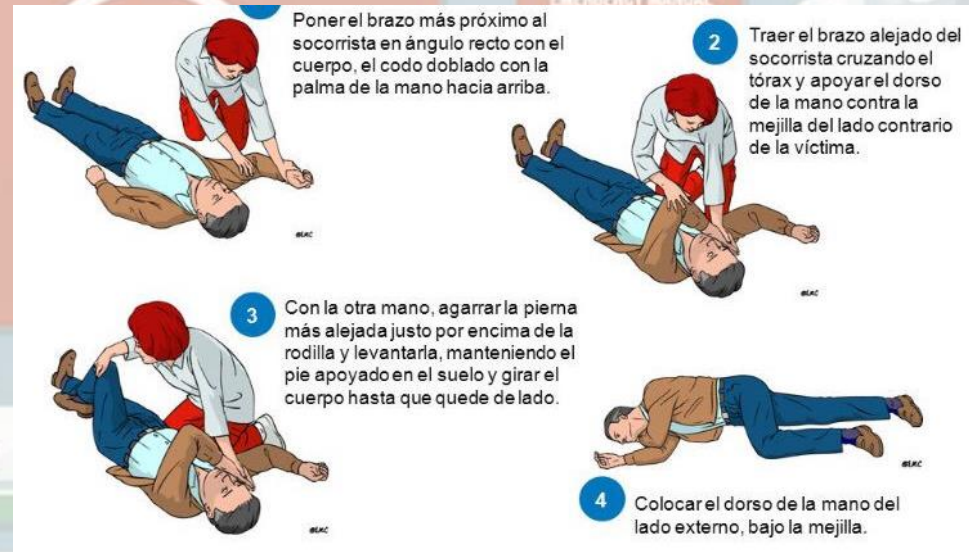 Poner el brazo más próximo al
socorrista en ángulo recto con el
cuerpo, el codo doblado con la
palma de la mano hacia arriba.
2
Traer el brazo alejado del
socorrista cruzando el
tórax y apoyar el dorso
de la mano contra la
mejilla del lado contrario
de la víctima.
3
Con la otra mano, agarrar la pierna
más alejada justo por encima de la
rodilla y levantarla, manteniendo el
pie apoyado en el suelo y girar el
cuerpo hasta que quede de lado.
4
Colocar el dorso de la mano del
lado externo, bajo la mejilla.